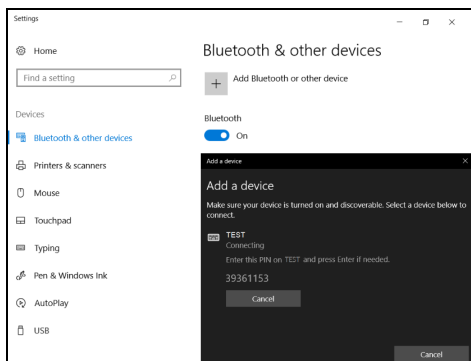 Settings
Home
Find a setting
Devices
Bluetooth & other devices
Printers & scanners
Mouse
Touchpad
Typing
Pen & Windows Ink
AutoPlay
USB
Bluetooth & other devices
Add Bluetooth or other device
Bluetooth
On
Add a device
Add a device
Make sure your device is turned on and discoverable. Select a device below to
connect.
TEST
Connecting
Enter this PIN on TEST and press Enter if needed.
39361153
Cancel
Cancel